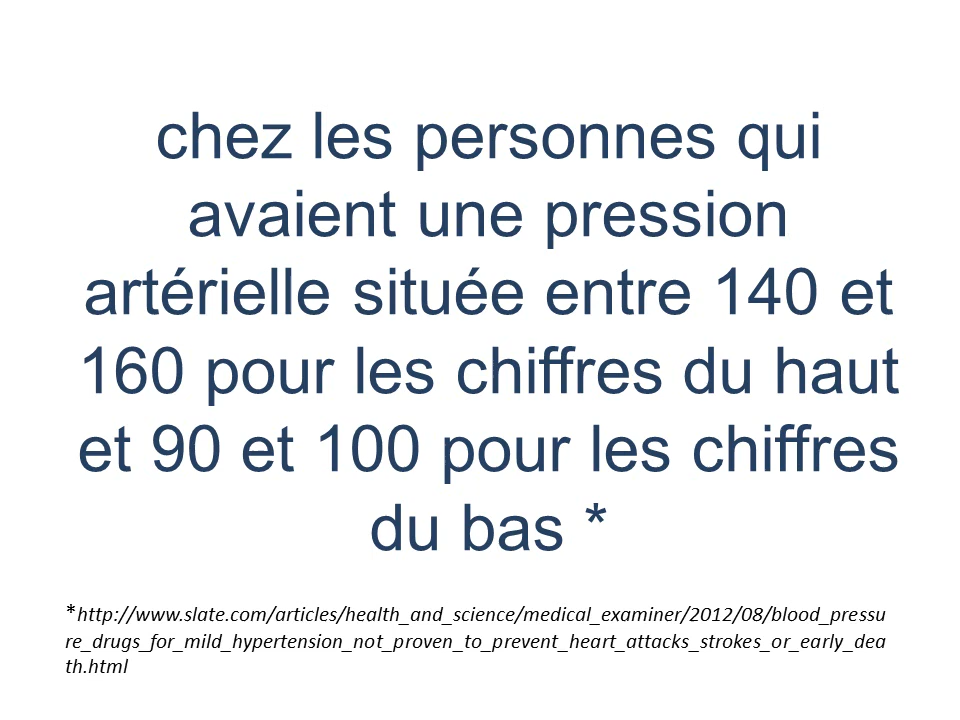 chez les personnes qui
avaient une pression
artérielle située entre 140 et
160 pour les chiffres du haut
et 90 et 100 pour les chiffres
du bas *
*http://www.slate.com/articles/health_and_science/medical_examiner/2012/08/blood_pressu
re_drugs_for_mild_hypertension_not_proven_to_prevent_heart_attacks_strokes_or_early_dea
th.html